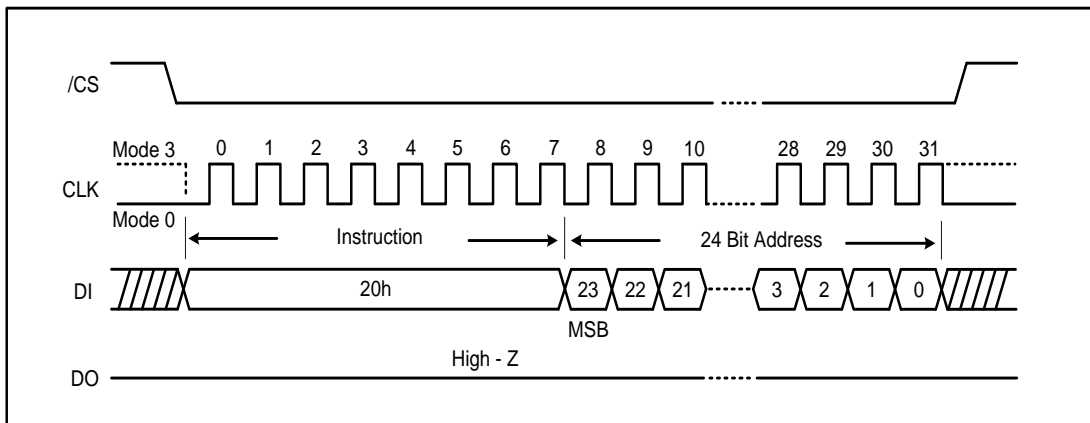 /CS
Mode 3 0 1 2 3 4 5 6 7 8 9 10 28 29 30 31
CLK
Mode 0
Instruction 24 Bit Address
DI 20h 23 22 21 3 2 1 0
MSB
High - Z
DO